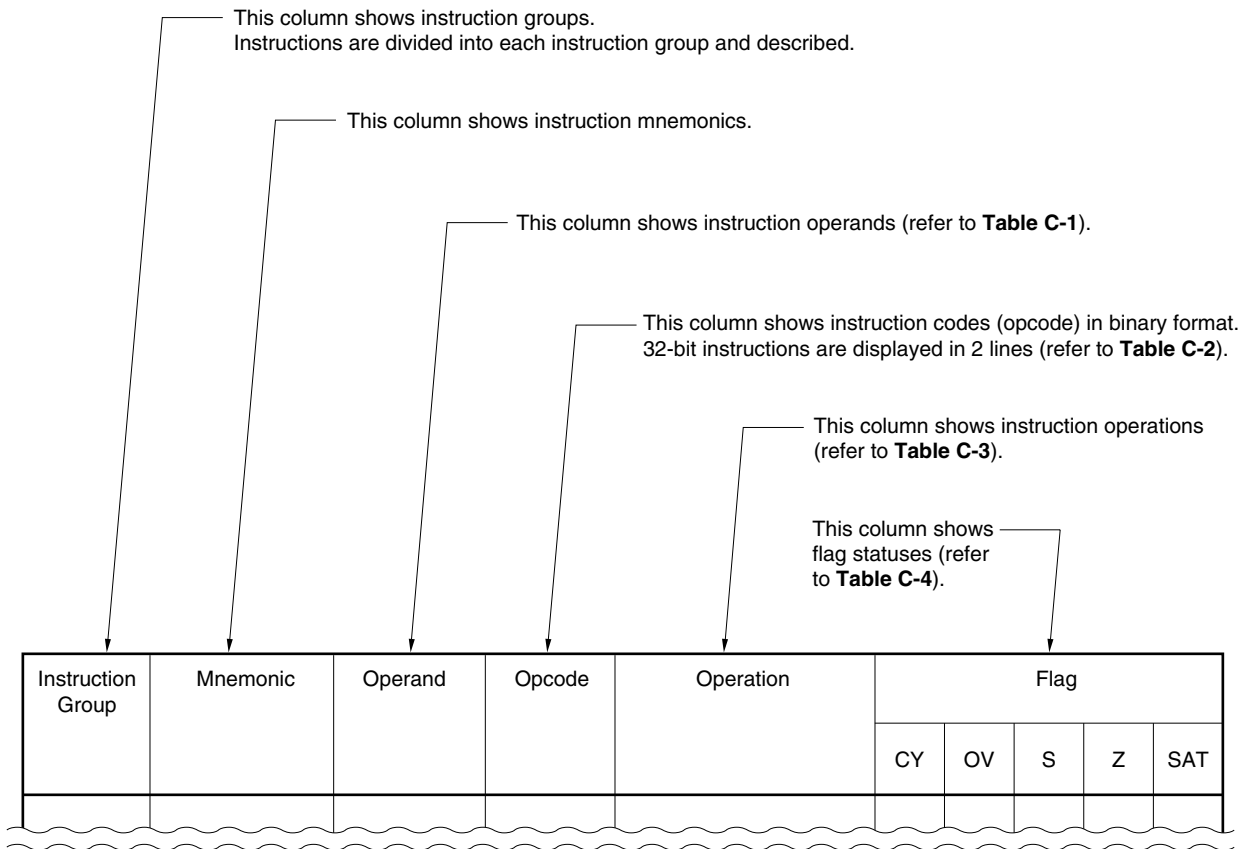 This column shows instruction groups.
Instructions are divided into each instruction group and described.
This column shows instruction mnemonics.
This column shows instruction operands (refer to Table C-1).
This column shows instruction codes (opcode) in binary format.
32-bit instructions are displayed in 2 lines (refer to Table C-2).
This column shows instruction operations
(refer to Table C-3).
This column shows
flag statuses (refer
to Table C-4).
Instruction
Group
Mnemonic
Operand
Opcode
Operation
Flag
CY
OV
S
Z
SAT